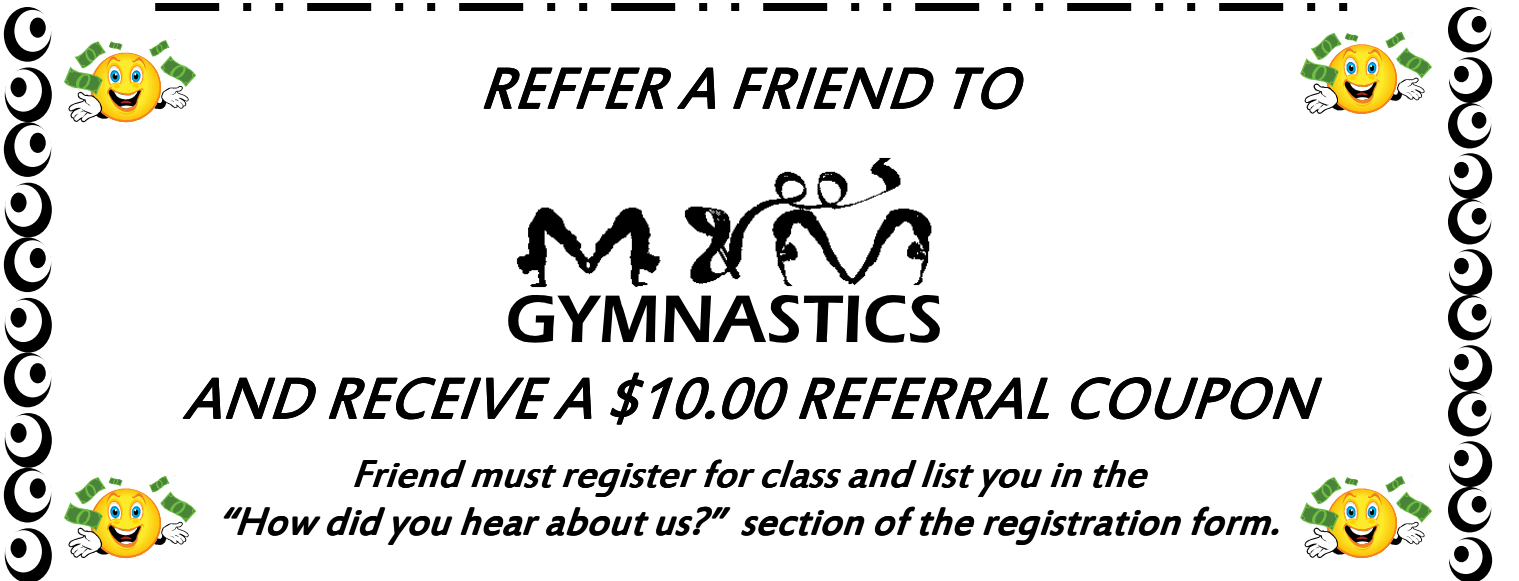 REFFER A FRIEND TO
M & M
GYMNASTICS
AND RECEIVE A $10.00 REFERRAL COUPON
Friend must register for class and list you in the
“How did you hear about us?” section of the registration form.